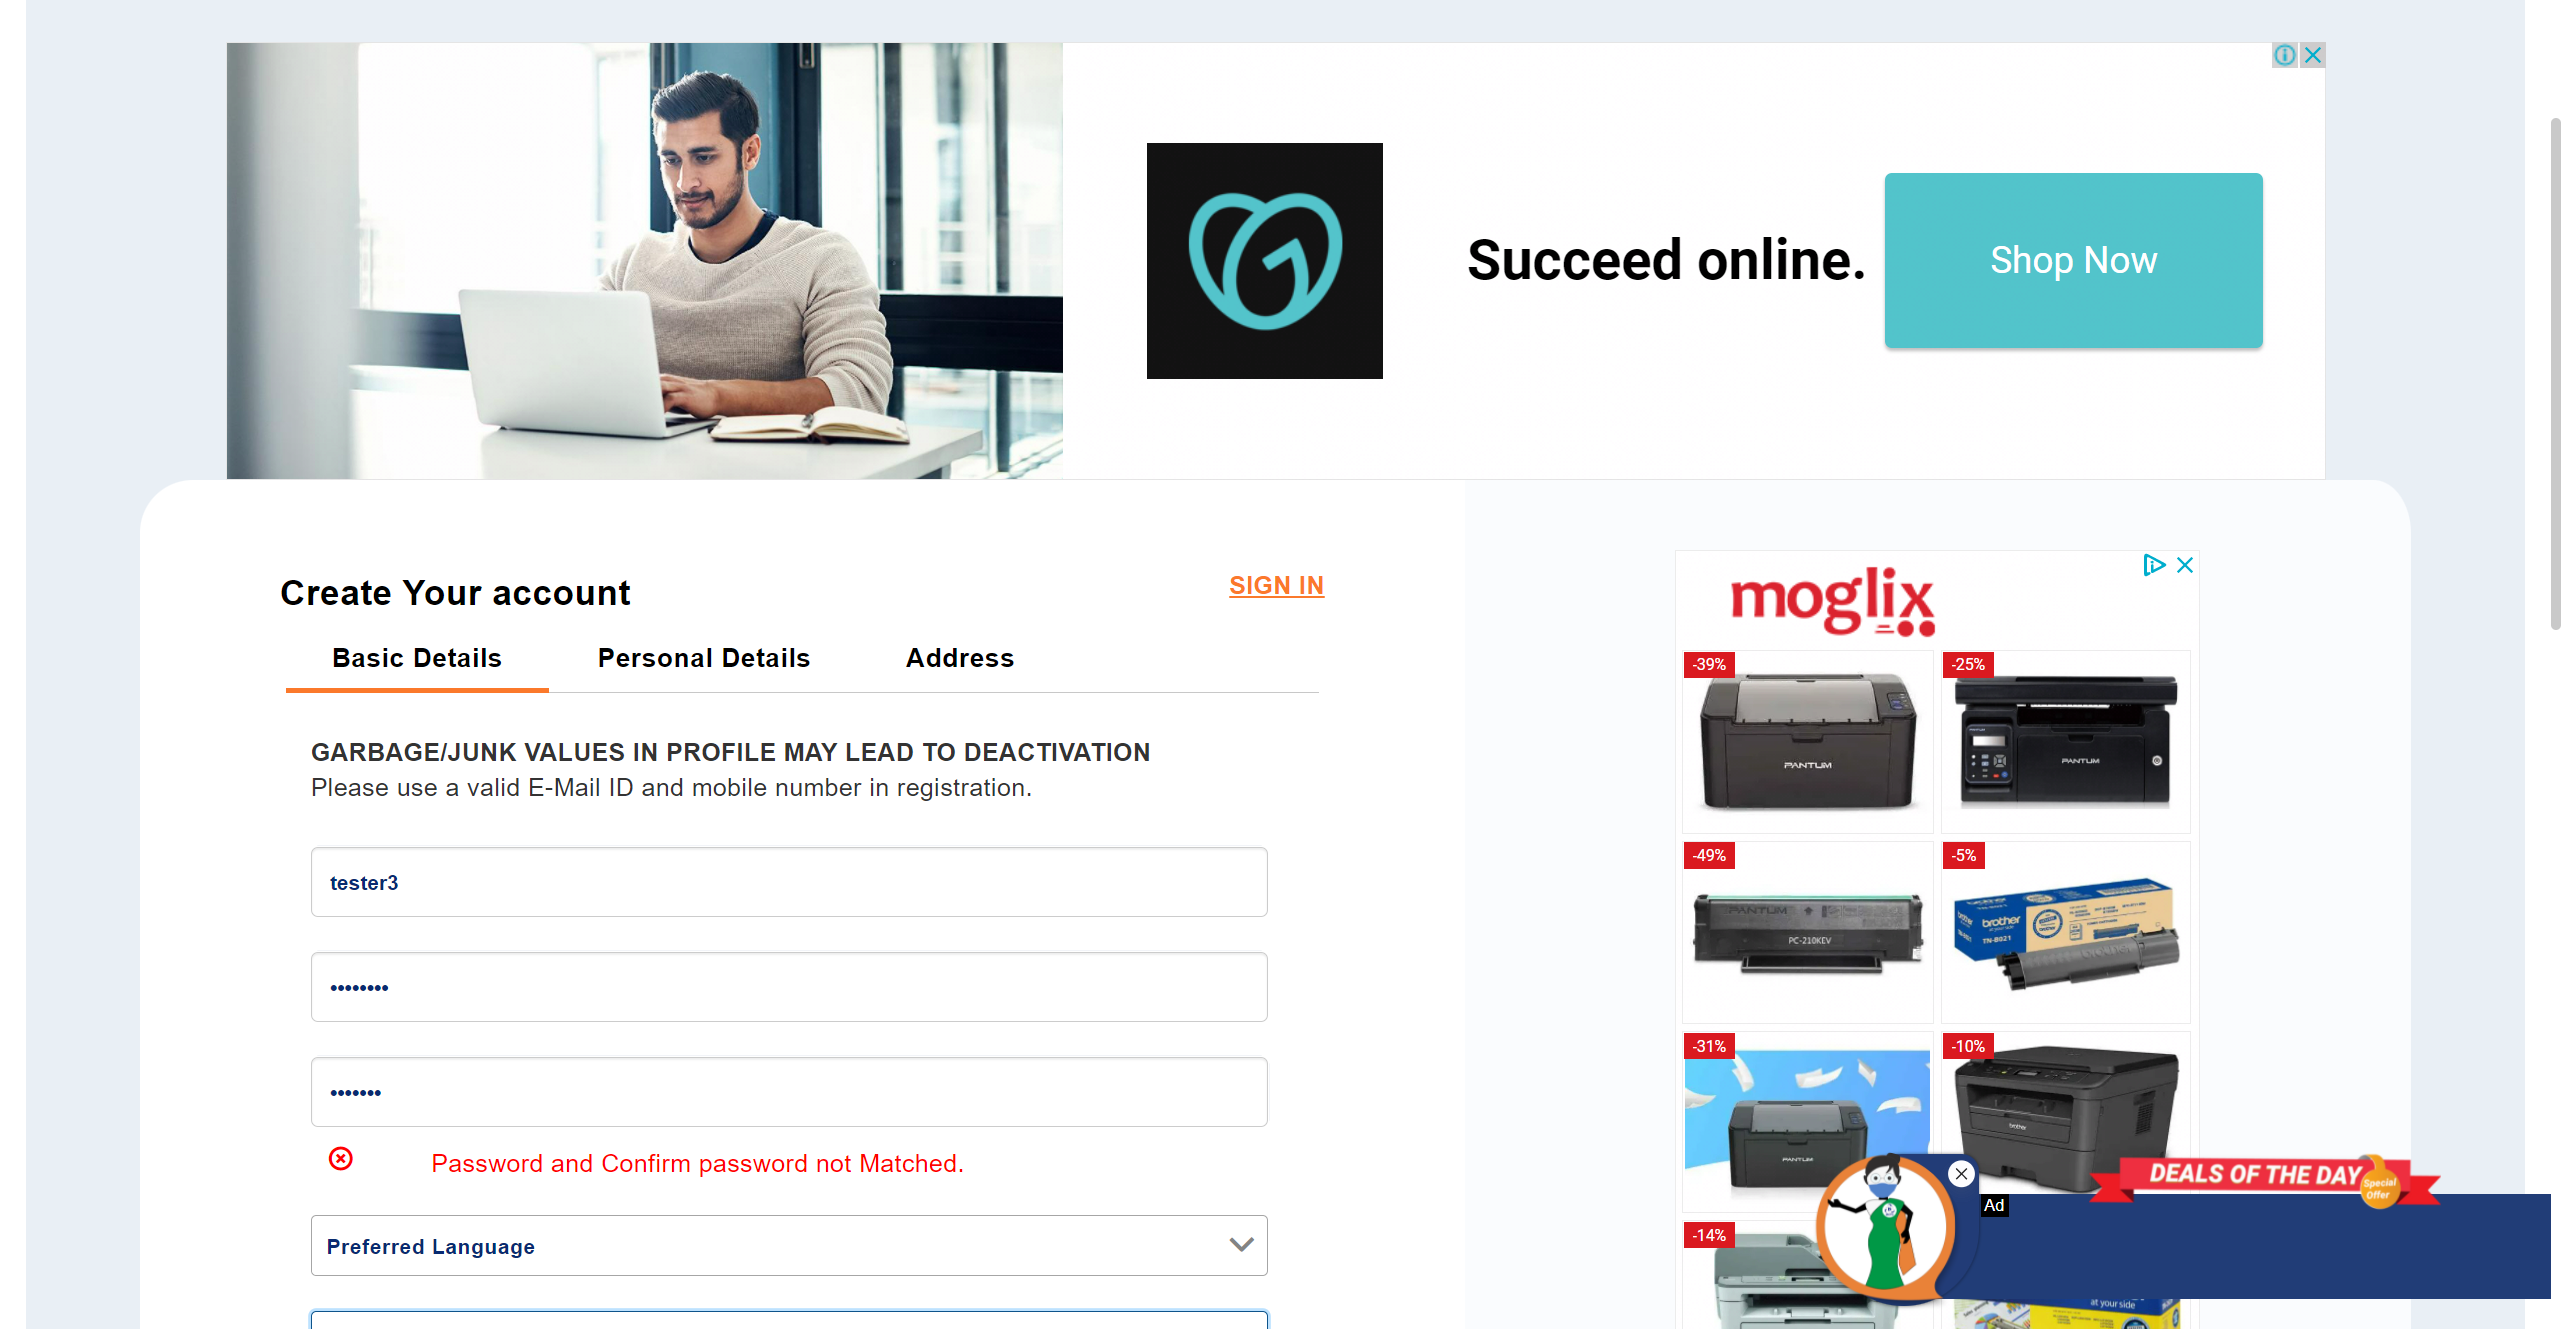 Succeed online.
Shop Now
Create Your account
SIGN IN
Basic Details
Personal Details
Address
GARBAGE/JUNK VALUES IN PROFILE MAY LEAD TO DEACTIVATION
Please use a valid E-Mail ID and mobile number in registration.
tester3
••••••••
•••••••
Password and Confirm password not Matched.
Preferred Language
moglix
-39%
PANTUM
-25%
PANTUM
-49%
PANTUM
PC-210KEV
-5%
brother
TN-B021
-31%
PANTUM
-10%
brother
-14%
Ad
DEALS OF THE DAY
Special
Offer
at your side